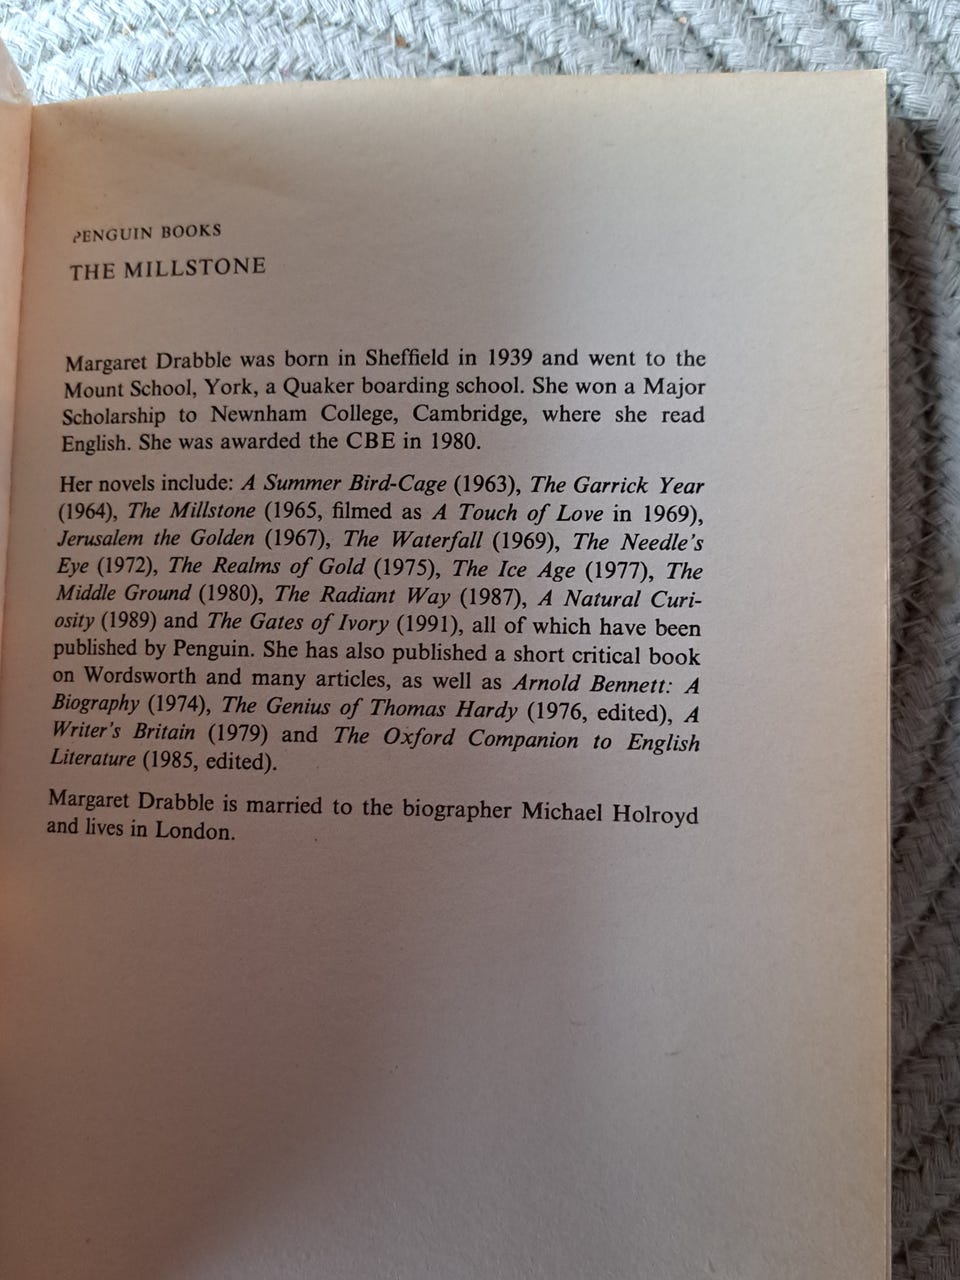 PENGUIN BOOKS
THE MILLSTONE
Margaret Drabble was born in Sheffield in 1939 and went to the
Mount School, York, a Quaker boarding school. She won a Major
Scholarship to Newnham College, Cambridge, where she read
English. She was awarded the CBE in 1980.
Her novels include: A Summer Bird-Cage (1963), The Garrick Year
(1964), The Millstone (1965, filmed as A Touch of Love in 1969),
Jerusalem the Golden (1967), The Waterfall (1969), The Needle's
Eye (1972), The Realms of Gold (1975), The Ice Age (1977), The
Middle Ground (1980), The Radiant Way (1987), A Natural Curi-
osity (1989) and The Gates of Ivory (1991), all of which have been
published by Penguin. She has also published a short critical book
on Wordsworth and many articles, as well as Arnold Bennett: A
Biography (1974), The Genius of Thomas Hardy (1976, edited), A
Writer's Britain (1979) and The Oxford Companion to English
Literature (1985, edited).
Margaret Drabble is married to the biographer Michael Holroyd
and lives in London.